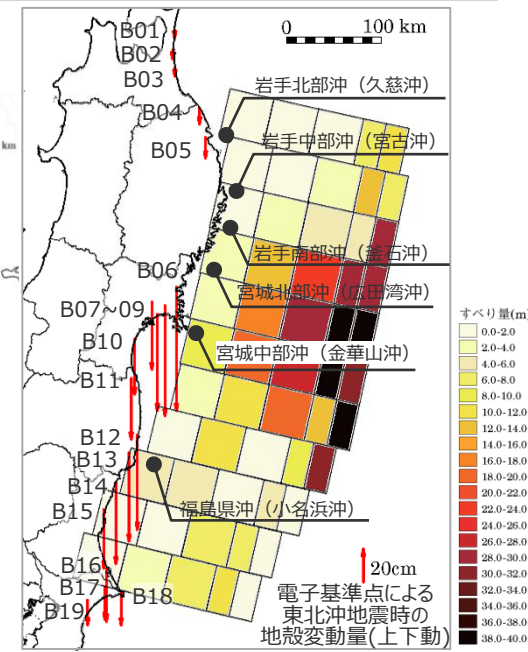 B01
B02
B03
B04
B05
0 100 km
km
岩手北部沖（久慈沖）
岩手中部沖（宮古沖）
岩手南部沖（釜石沖）
宮城北部沖（広田湾沖）
宮城中部沖（金華山沖）
福島県沖（小名浜沖）
B06
B07~09
B10
B11
B12
B13
B14
B15
B16
B17
B18
B19
20cm
電子基準点による
東北沖地震時の
地殻変動量(上下動)
すべり量(m)
0.0-2.0
2.0-4.0
4.0-6.0
6.0-8.0
8.0-10.0
10.0-12.0
12.0-14.0
14.0-16.0
16.0-18.0
18.0-20.0
20.0-22.0
22.0-24.0
24.0-26.0
26.0-28.0
28.0-30.0
30.0-32.0
32.0-34.0
34.0-36.0
36.0-38.0
38.0-40.0